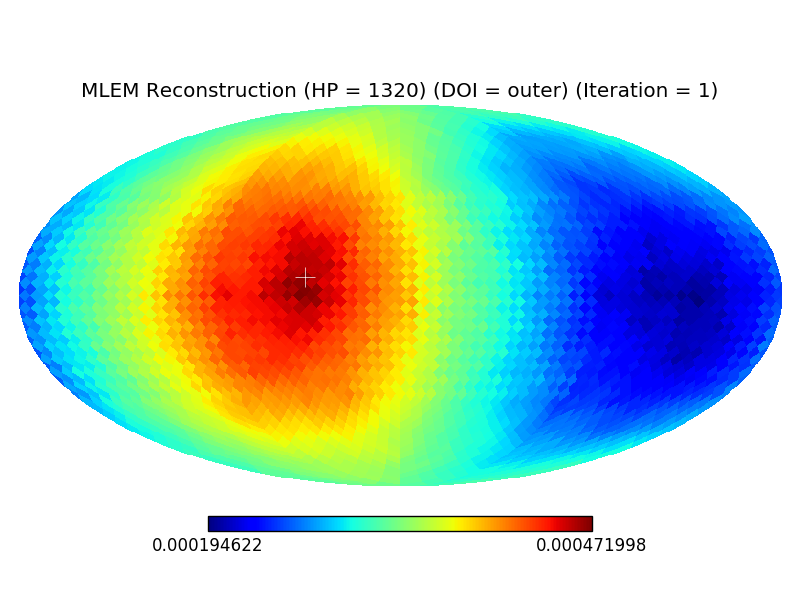 MLEM Reconstruction (HP = 1320) (DOI = outer) (Iteration = 1)
0.000194622 0.000471998